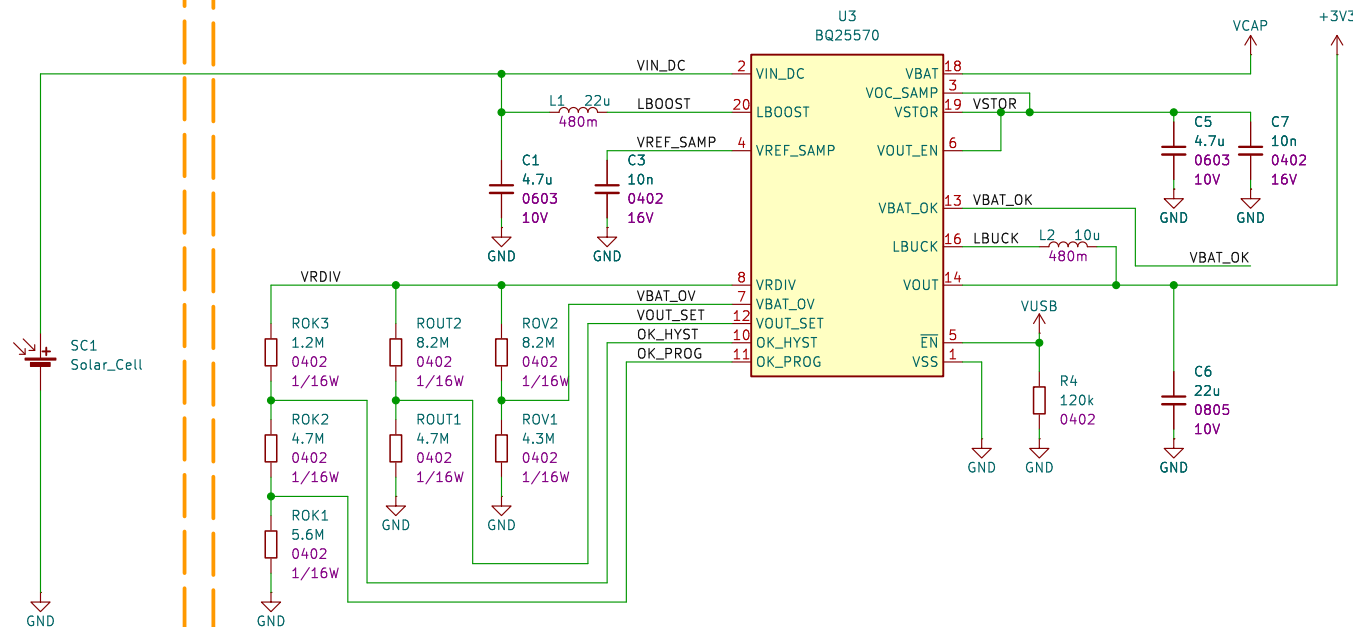 U3
BQ25570
VCAP
+3V3
VIN_DC
2
VIN_DC
VBAT
18
VOC_SAMP
3
L1 22u
480m
LBOOST
20
LBOOST
VSTOR
19
VSTOR
VREF_SAMP
4
VREF_SAMP
VOUT_EN
6
C1
4.7u
0603
10V
GND
C3
10n
0402
16V
GND
C5
4.7u
0603
10V
GND
C7
10n
0402
16V
GND
VBAT_OK
13
VBAT_OK
LBUCK
16
LBUCK
L2 10u
480m
VBAT_OK
VRDIV
8
VRDIV
VOUT
14
VBAT_OV
7
VBAT_OV
VOUT_SET
12
VOUT_SET
OK_HYST
10
OK_HYST
OK_PROG
11
OK_PROG
EN
5
VSS
1
VUSB
SC1
Solar_Cell
ROK3
1.2M
0402
1/16W
ROUT2
8.2M
0402
1/16W
ROV2
8.2M
0402
1/16W
R4
120k
0402
C6
22u
0805
10V
ROK2
4.7M
0402
1/16W
ROUT1
4.7M
0402
1/16W
ROV1
4.3M
0402
1/16W
GND
GND
GND
GND
GND
ROK1
5.6M
0402
1/16W
GND
GND